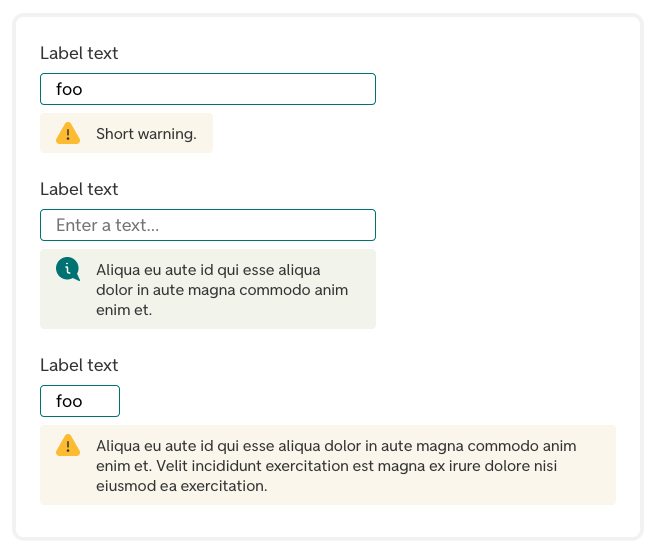 Label text
foo
Short warning.
Label text
Enter a text...
Aliqua eu aute id qui esse aliqua
dolor in aute magna commodo anim
enim et.
Label text
foo
Aliqua eu aute id qui esse aliqua dolor in aute magna commodo anim
enim et. Velit incididunt exercitation est magna ex irure dolore nisi
eiusmod ea exercitation.